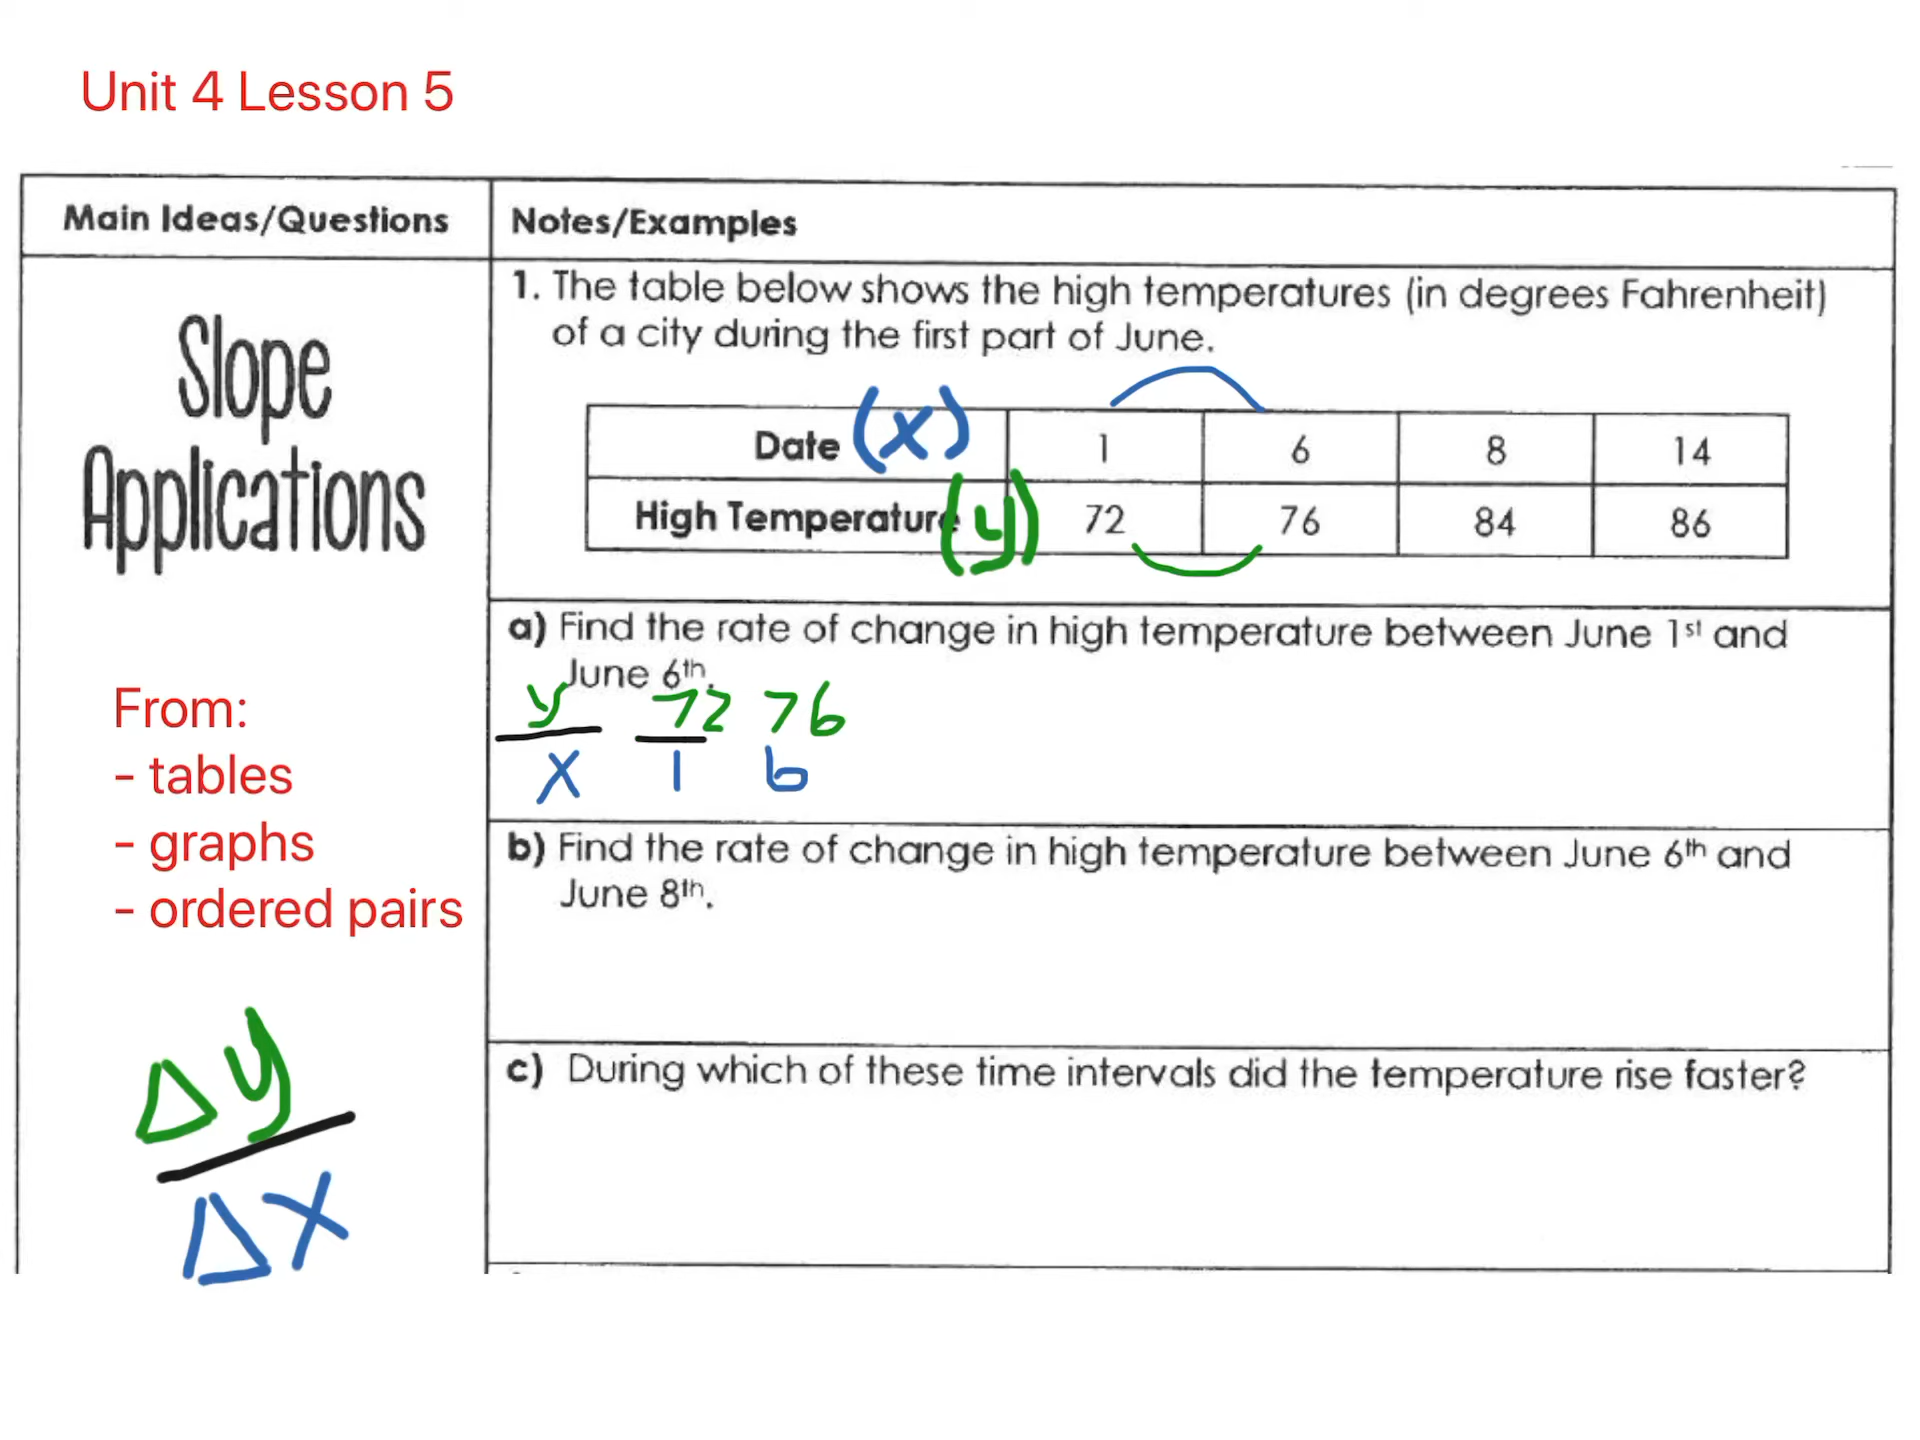 Unit 4 Lesson 5
Main Ideas/Questions
Notes/Examples
Slope
Applications
From:
- tables
- graphs
- ordered pairs
Δy
Δx
1. The table below shows the high temperatures (in degrees Fahrenheit)
of a city during the first part of June.
Date (x) 1 6 8 14
High Temperature (y) 72 76 84 86
a) Find the rate of change in high temperature between June 1st and
June 6th.
y 72 76
x 1 6
b) Find the rate of change in high temperature between June 6th and
June 8th.
c) During which of these time intervals did the temperature rise faster?